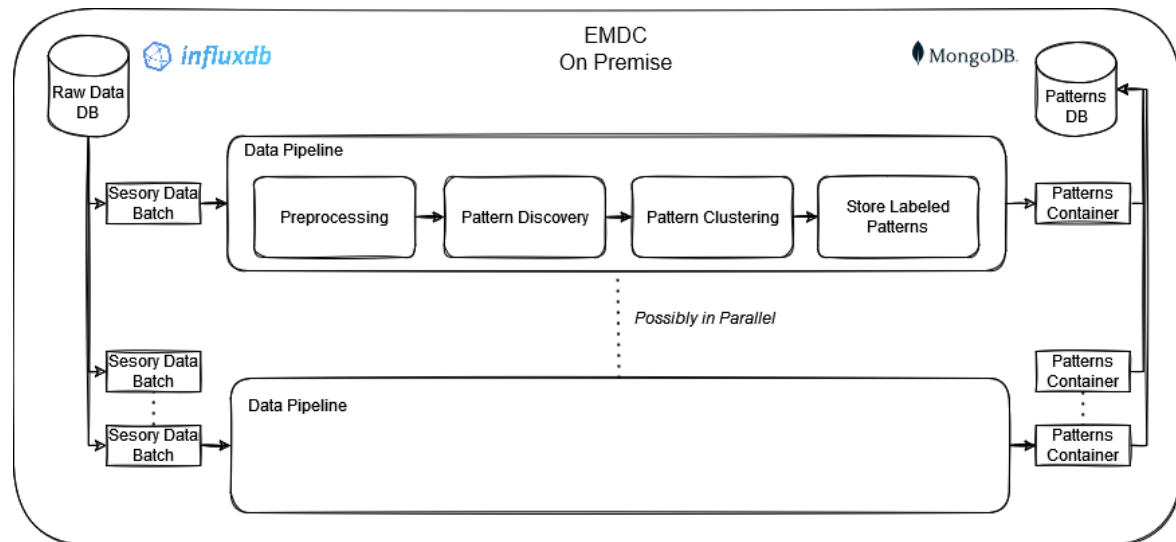 EMDC
On Premise
influxdb
MongoDB.
Raw Data
DB
Patterns
DB
Data Pipeline
Sesory Data
Batch
Preprocessing
Pattern Discovery
Pattern Clustering
Store Labeled
Patterns
Patterns
Container
Possibly in Parallel
Sesory Data
Batch
Patterns
Container
Data Pipeline
Sesory Data
Batch
Patterns
Container